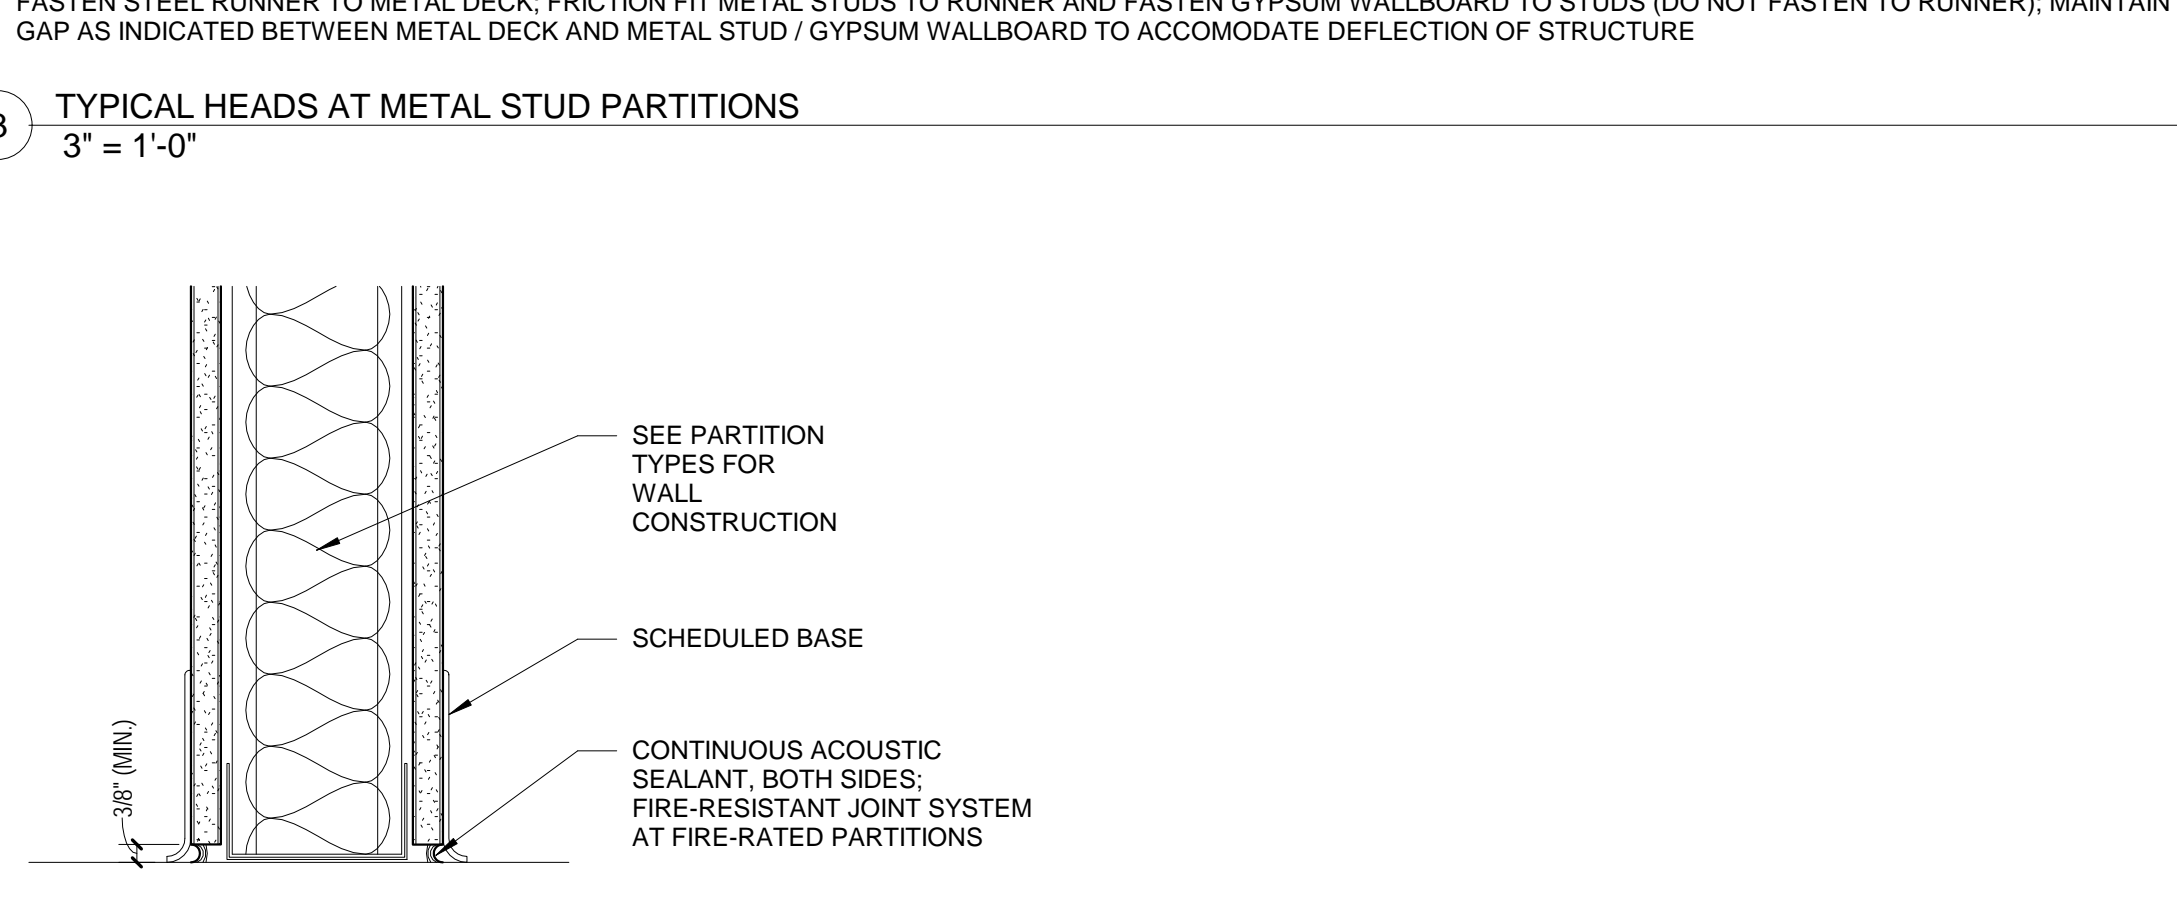 FASTEN STEEL RUNNER TO METAL DECK; FRICTION FIT METAL STUDS TO RUNNER AND FASTEN GYPSUM WALLBOARD TO STUDS (DO NOT FASTEN TO RUNNER); MAINTAIN
GAP AS INDICATED BETWEEN METAL DECK AND METAL STUD / GYPSUM WALLBOARD TO ACCOMODATE DEFLECTION OF STRUCTURE
TYPICAL HEADS AT METAL STUD PARTITIONS
3" = 1'-0"
SEE PARTITION
TYPES FOR
WALL
CONSTRUCTION
SCHEDULED BASE
3/8" (MIN.)
CONTINUOUS ACOUSTIC
SEALANT, BOTH SIDES;
FIRE-RESISTANT JOINT SYSTEM
AT FIRE-RATED PARTITIONS